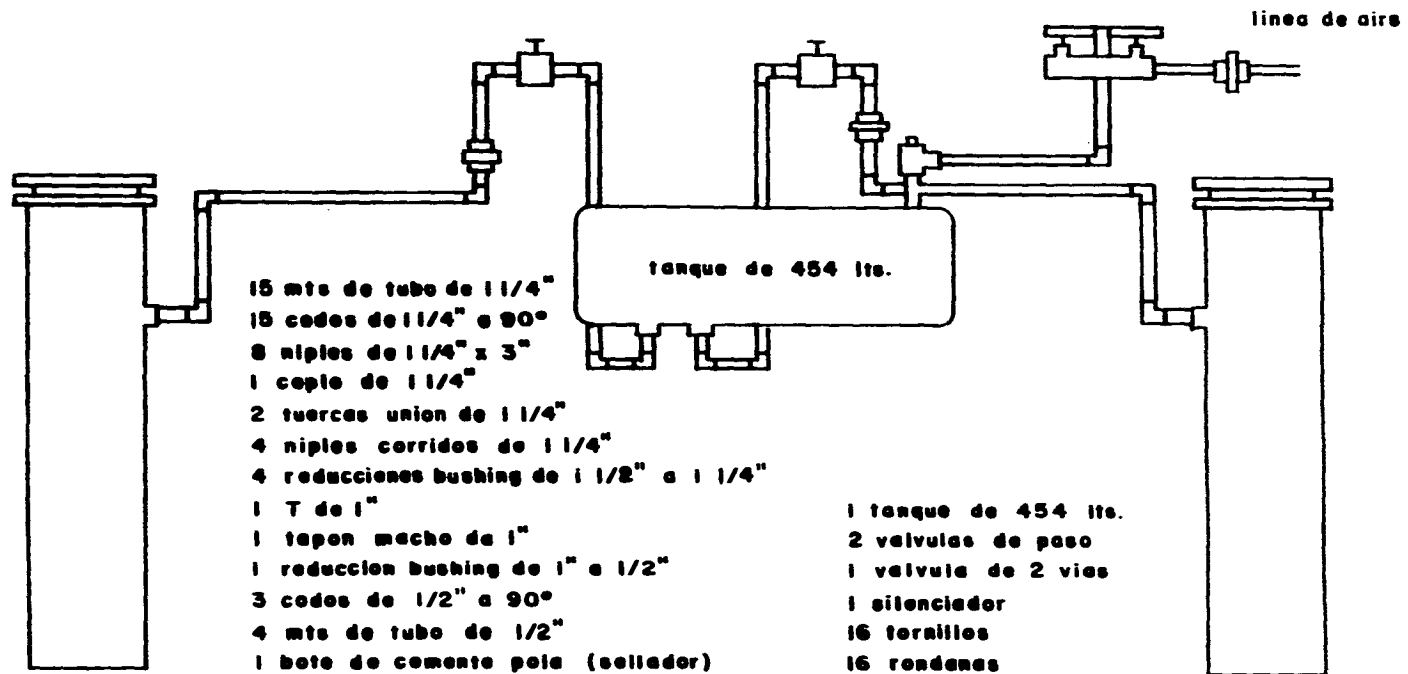 linea de aire
tanque de 454 lts.
15 mts de tubo de 1 1/4"
15 codos de 1 1/4" a 90°
8 niples de 1 1/4" x 3"
1 cople de 1 1/4"
2 tuercas union de 1 1/4"
4 niples corridos de 1 1/4"
4 reducciones bushing de 1 1/2" a 1 1/4"
1 T de 1"
1 tapon macho de 1"
1 reduccion bushing de 1" a 1/2"
3 codos de 1/2" a 90°
4 mts de tubo de 1/2"
1 bote de cemento pola (sellador)
1 tanque de 454 lts.
2 valvulas de paso
1 valvula de 2 vias
1 silenciador
16 tornillos
16 rondanas